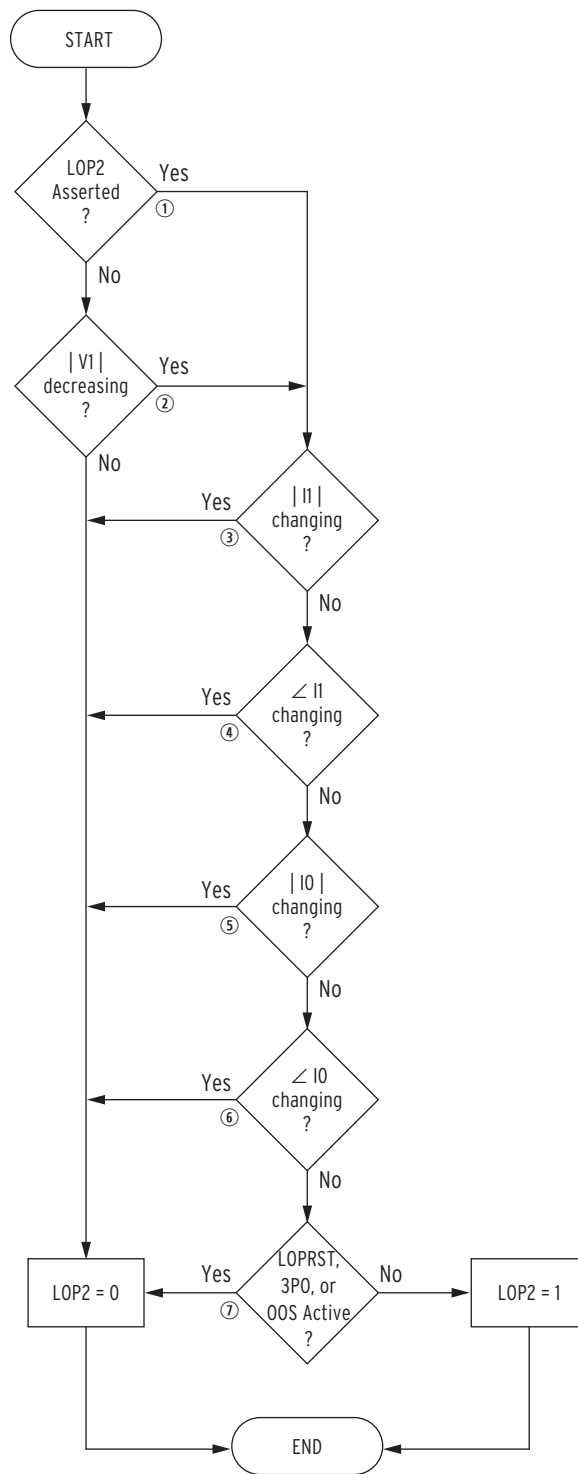 START
LOP2
Asserted
?
Yes
①
No
| V1 |
decreasing
?
Yes
②
No
| I1 |
changing
?
Yes
③
No
∠ I1
changing
?
Yes
④
No
| I0 |
changing
?
Yes
⑤
No
∠ I0
changing
?
Yes
⑥
No
LOPRST,
3PO, or
OOS Active
?
Yes
⑦
No
LOP2 = 0
LOP2 = 1
END